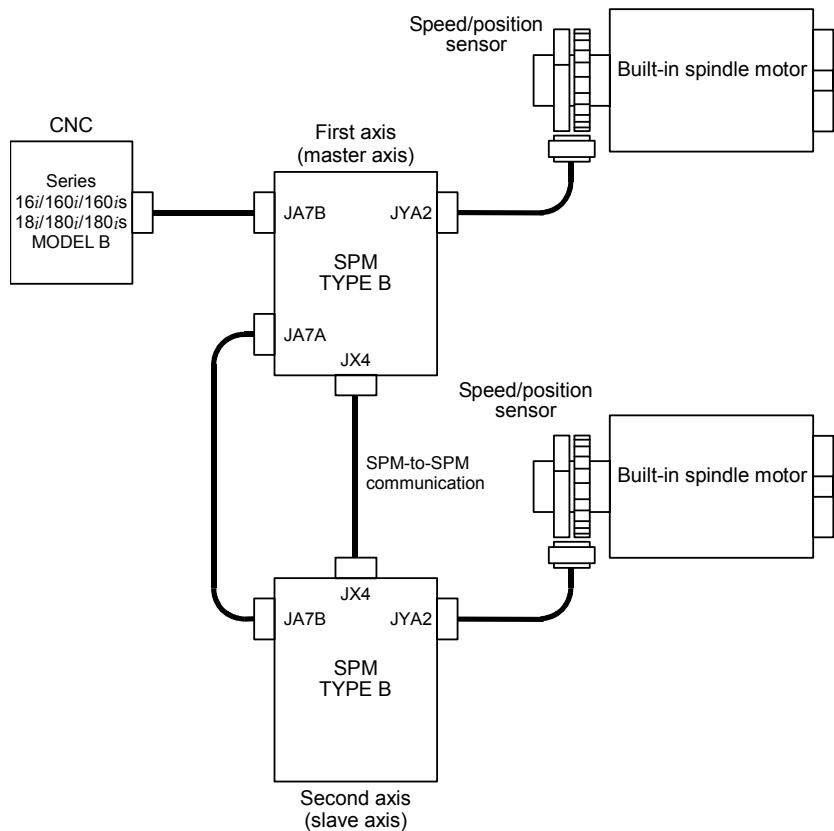 Speed/position
sensor
Built-in spindle motor
CNC
First axis
(master axis)
Series
16i/160i/160is
18i/180i/180is
MODEL B
JA7B
JYA2
SPM
TYPE B
JA7A
JX4
Speed/position
sensor
Built-in spindle motor
SPM-to-SPM
communication
JX4
JA7B
JYA2
SPM
TYPE B
Second axis
(slave axis)